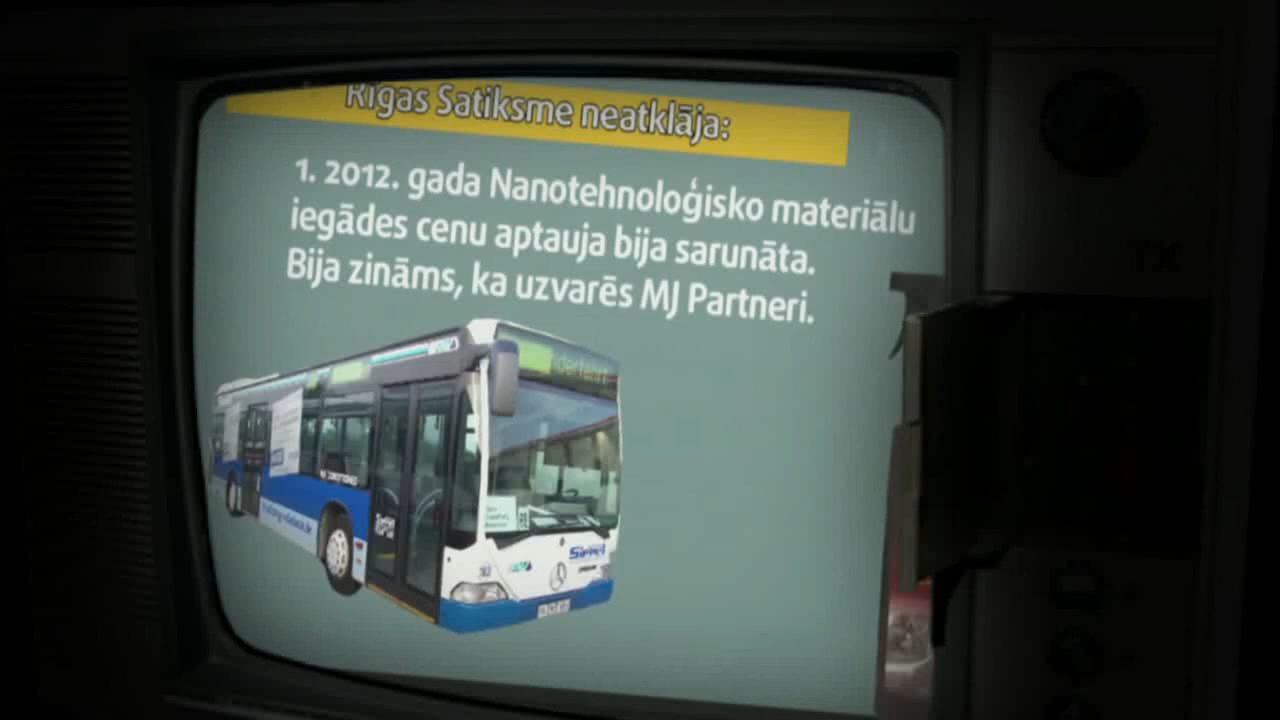 Rīgas Satiksme neatklāja:
1. 2012. gada Nanotehnoloģisko materiālu
iegādes cenu aptauja bija sarunāta.
Bija zināms, ka uzvarēs MJ Partneri.